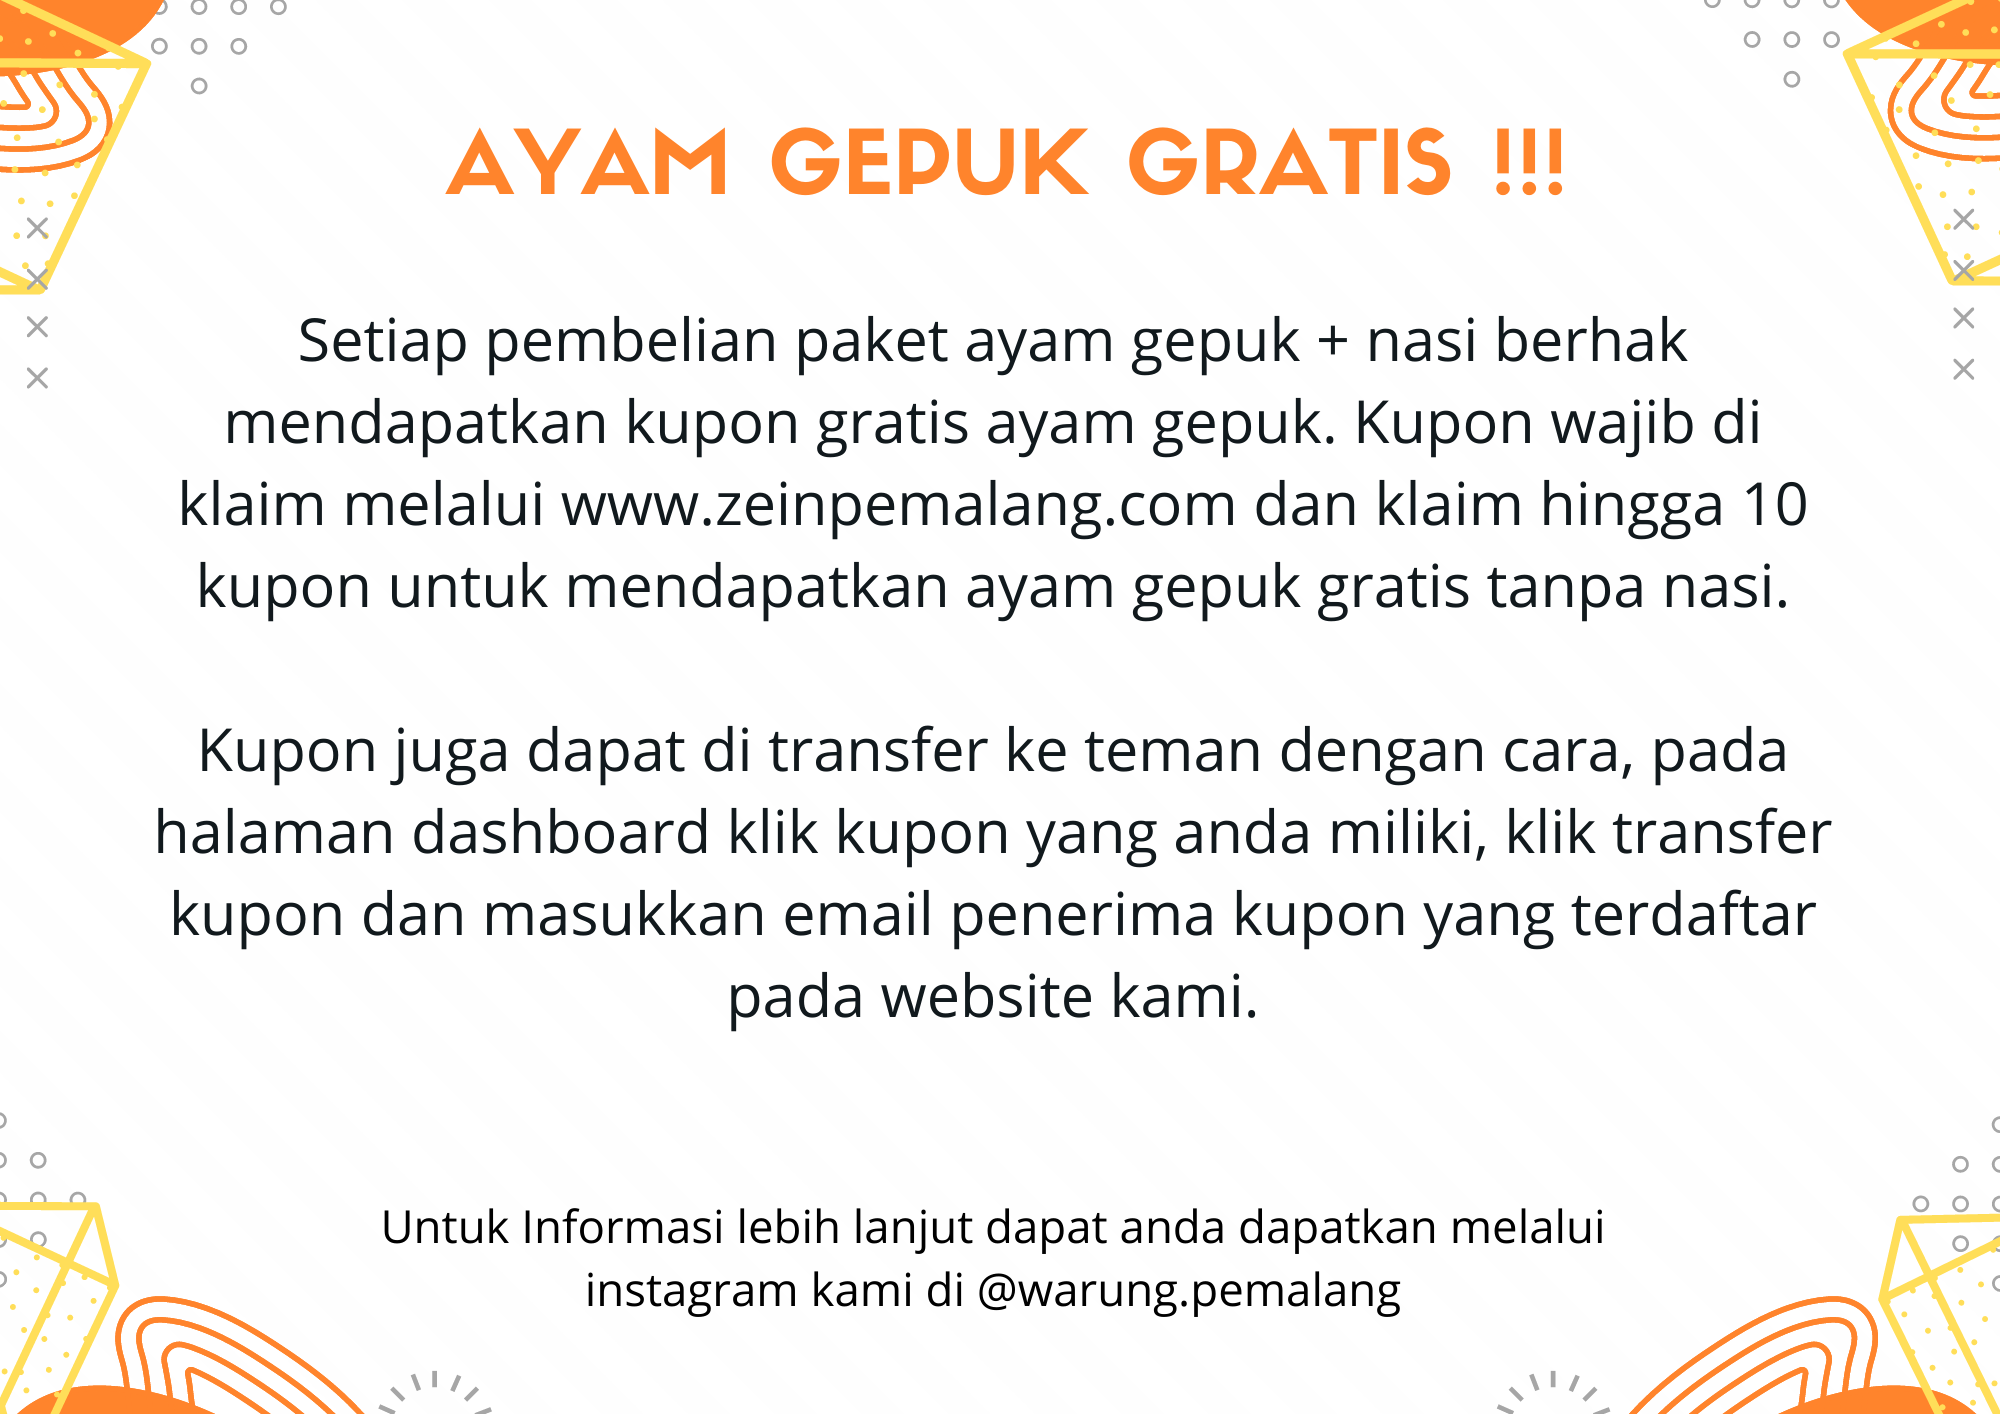 AYAM GEPUK GRATIS !!!
Setiap pembelian paket ayam gepuk + nasi berhak
mendapatkan kupon gratis ayam gepuk. Kupon wajib di
klaim melalui www.zeinpemalang.com dan klaim hingga 10
kupon untuk mendapatkan ayam gepuk gratis tanpa nasi.
Kupon juga dapat di transfer ke teman dengan cara, pada
halaman dashboard klik kupon yang anda miliki, klik transfer
kupon dan masukkan email penerima kupon yang terdaftar
pada website kami.
Untuk Informasi lebih lanjut dapat anda dapatkan melalui
instagram kami di @warung.pemalang